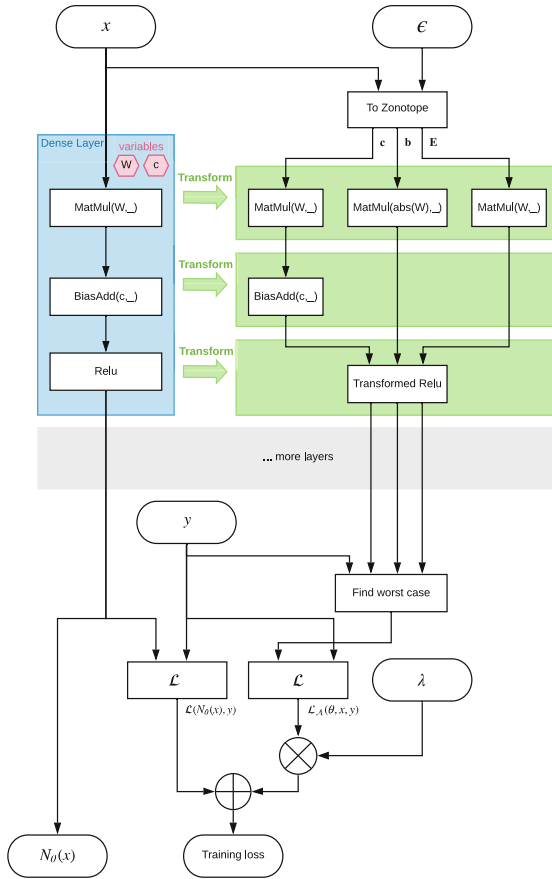 x
ϵ
To Zonotope
c b E
Dense Layer
variables
W c
Transform
MatMul(W,_)
MatMul(W,_)
MatMul(abs(W),_)
MatMul(W,_)
Transform
BiasAdd(c,_)
BiasAdd(c,_)
Transform
Relu
Transformed Relu
... more layers
y
Find worst case
ℒ
ℒ
λ
ℒ(N_θ(x), y)
ℒ_𝒜(θ, x, y)
N_θ(x)
Training loss